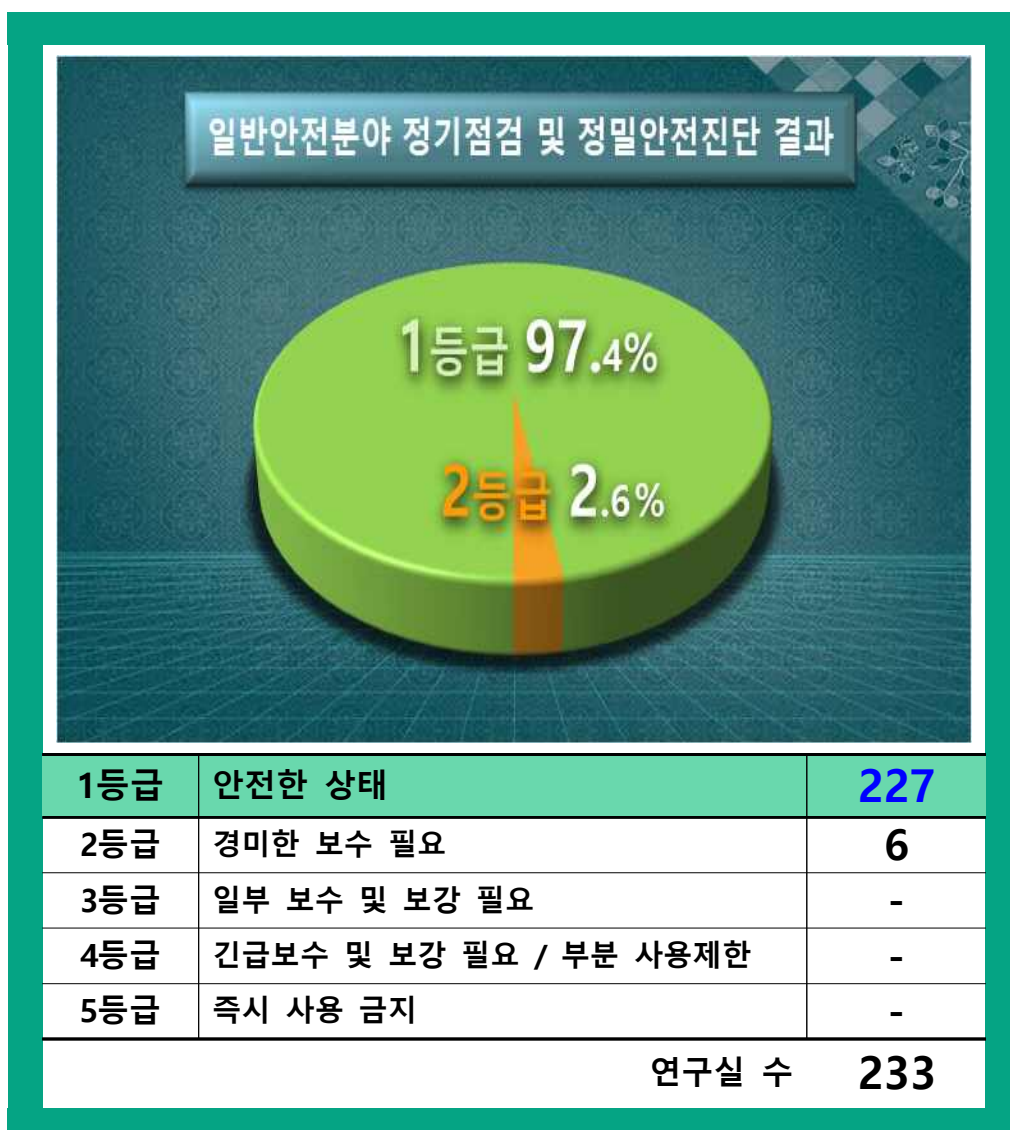 일반안전분야 정기점검 및 정밀안전진단 결과
1등급 97.4%
2등급 2.6%
1등급 안전한 상태 227
2등급 경미한 보수 필요 6
3등급 일부 보수 및 보강 필요 -
4등급 긴급보수 및 보강 필요 / 부분 사용제한 -
5등급 즉시 사용 금지 -
연구실 수 233